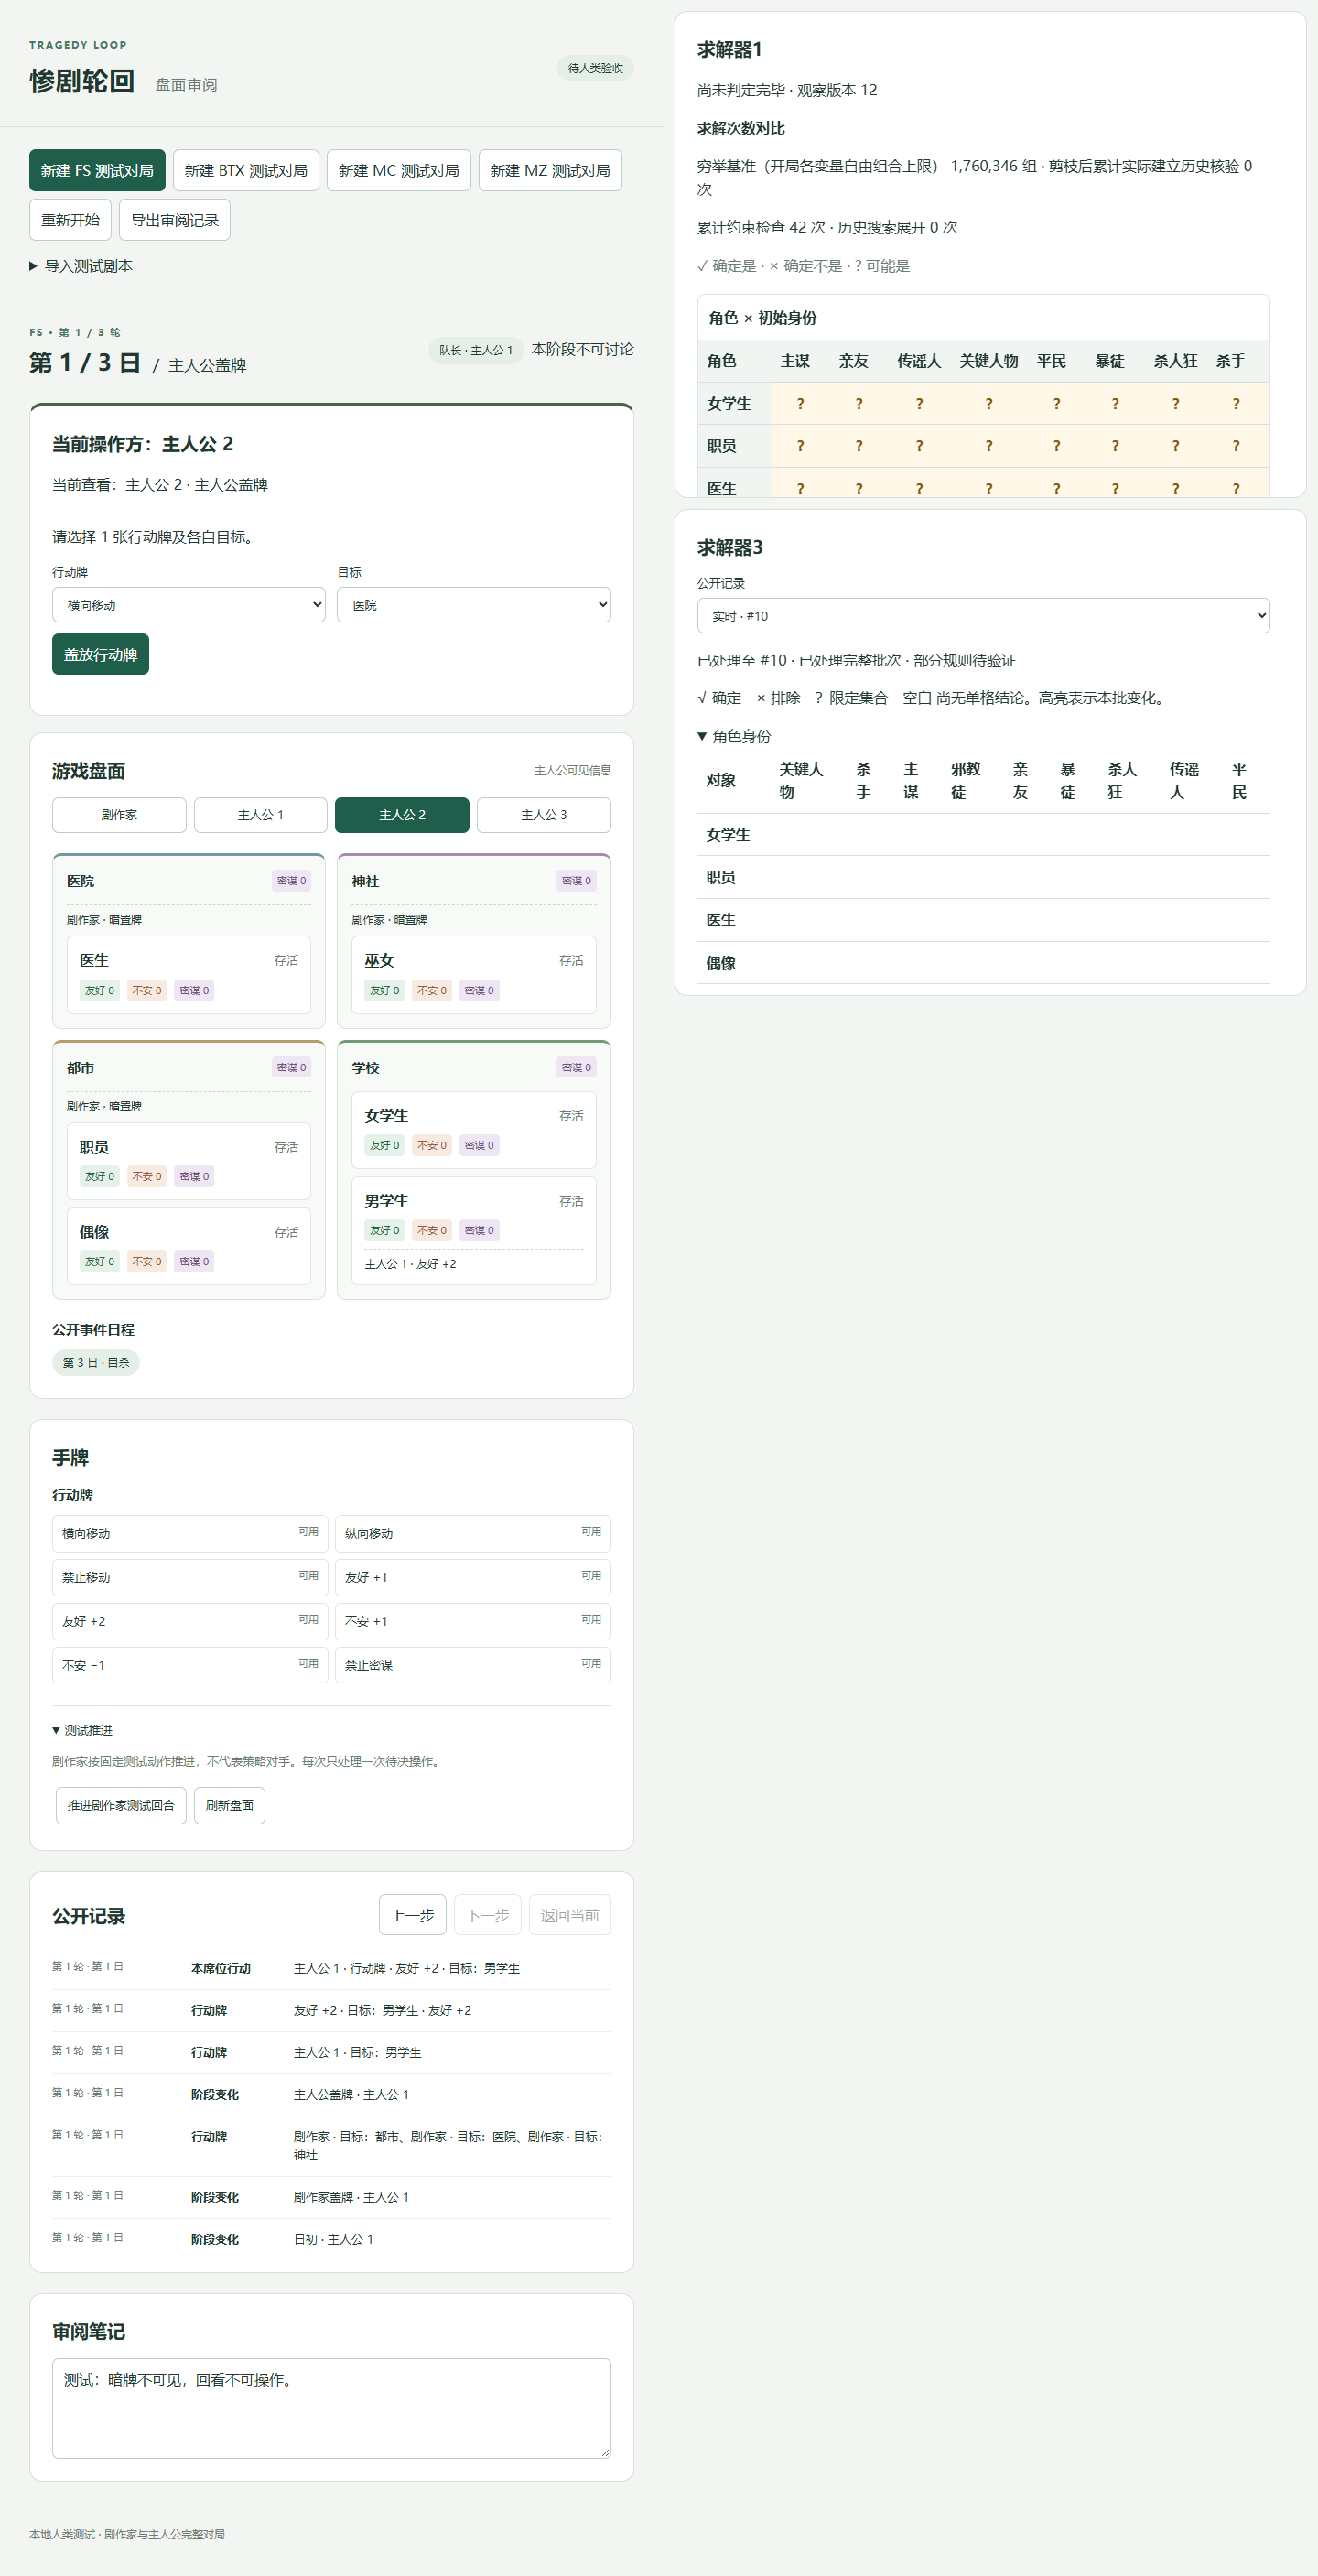 TRAGEDY LOOP
惨剧轮回 盘面审阅
待人类验收
新建 FS 测试对局 新建 BTX 测试对局 新建 MC 测试对局 新建 MZ 测试对局
重新开始 导出审阅记录
▶ 导入测试剧本
FS · 第 1 / 3 轮
第 1 / 3 日 / 主人公盖牌
队长 · 主人公 1 本阶段不可讨论
当前操作方：主人公 2
当前查看：主人公 2 · 主人公盖牌
请选择 1 张行动牌及各自目标。
行动牌 目标
横向移动 医院
盖放行动牌
游戏盘面 主人公可见信息
剧作家 主人公 1 主人公 2 主人公 3
医院 密谋 0
剧作家 · 暗置牌
医生 存活
友好 0 不安 0 密谋 0
神社 密谋 0
剧作家 · 暗置牌
巫女 存活
友好 0 不安 0 密谋 0
都市 密谋 0
剧作家 · 暗置牌
职员 存活
友好 0 不安 0 密谋 0
偶像 存活
友好 0 不安 0 密谋 0
学校 密谋 0
女学生 存活
友好 0 不安 0 密谋 0
男学生 存活
友好 0 不安 0 密谋 0
主人公 1 · 友好 +2
公开事件日程
第 3 日 · 自杀
手牌
行动牌
横向移动 可用 纵向移动 可用
禁止移动 可用 友好 +1 可用
友好 +2 可用 不安 +1 可用
不安 −1 可用 禁止密谋 可用
▼ 测试推进
剧作家按固定测试动作推进，不代表策略对手。每次只处理一次待决操作。
推进剧作家测试回合 刷新盘面
公开记录 上一步 下一步 返回当前
第 1 轮 · 第 1 日 本席位行动 主人公 1 · 行动牌 · 友好 +2 · 目标：男学生
第 1 轮 · 第 1 日 行动牌 友好 +2 · 目标：男学生 · 友好 +2
第 1 轮 · 第 1 日 行动牌 主人公 1 · 目标：男学生
第 1 轮 · 第 1 日 阶段变化 主人公盖牌 · 主人公 1
第 1 轮 · 第 1 日 行动牌 剧作家 · 目标：都市、剧作家 · 目标：医院、剧作家 · 目标：
神社
第 1 轮 · 第 1 日 阶段变化 剧作家盖牌 · 主人公 1
第 1 轮 · 第 1 日 阶段变化 日初 · 主人公 1
审阅笔记
测试：暗牌不可见，回看不可操作。
本地人类测试 · 剧作家与主人公完整对局
求解器1
尚未判定完毕 · 观察版本 12
求解次数对比
穷举基准（开局各变量自由组合上限） 1,760,346 组 · 剪枝后累计实际建立历史核验 0
次
累计约束检查 42 次 · 历史搜索展开 0 次
✓ 确定是 · × 确定不是 · ? 可能是
角色 × 初始身份
角色 主谋 亲友 传谣人 关键人物 平民 暴徒 杀人狂 杀手
女学生 ? ? ? ? ? ? ? ?
职员 ? ? ? ? ? ? ? ?
医生 ? ? ? ? ? ? ? ?
求解器3
公开记录
实时 · #10
已处理至 #10 · 已处理完整批次 · 部分规则待验证
√ 确定 × 排除 ? 限定集合 空白 尚无单格结论。高亮表示本批变化。
▼ 角色身份
对象 关键人物 杀手 主谋 邪教徒 亲友 暴徒 杀人狂 传谣人 平民
女学生
职员
医生
偶像